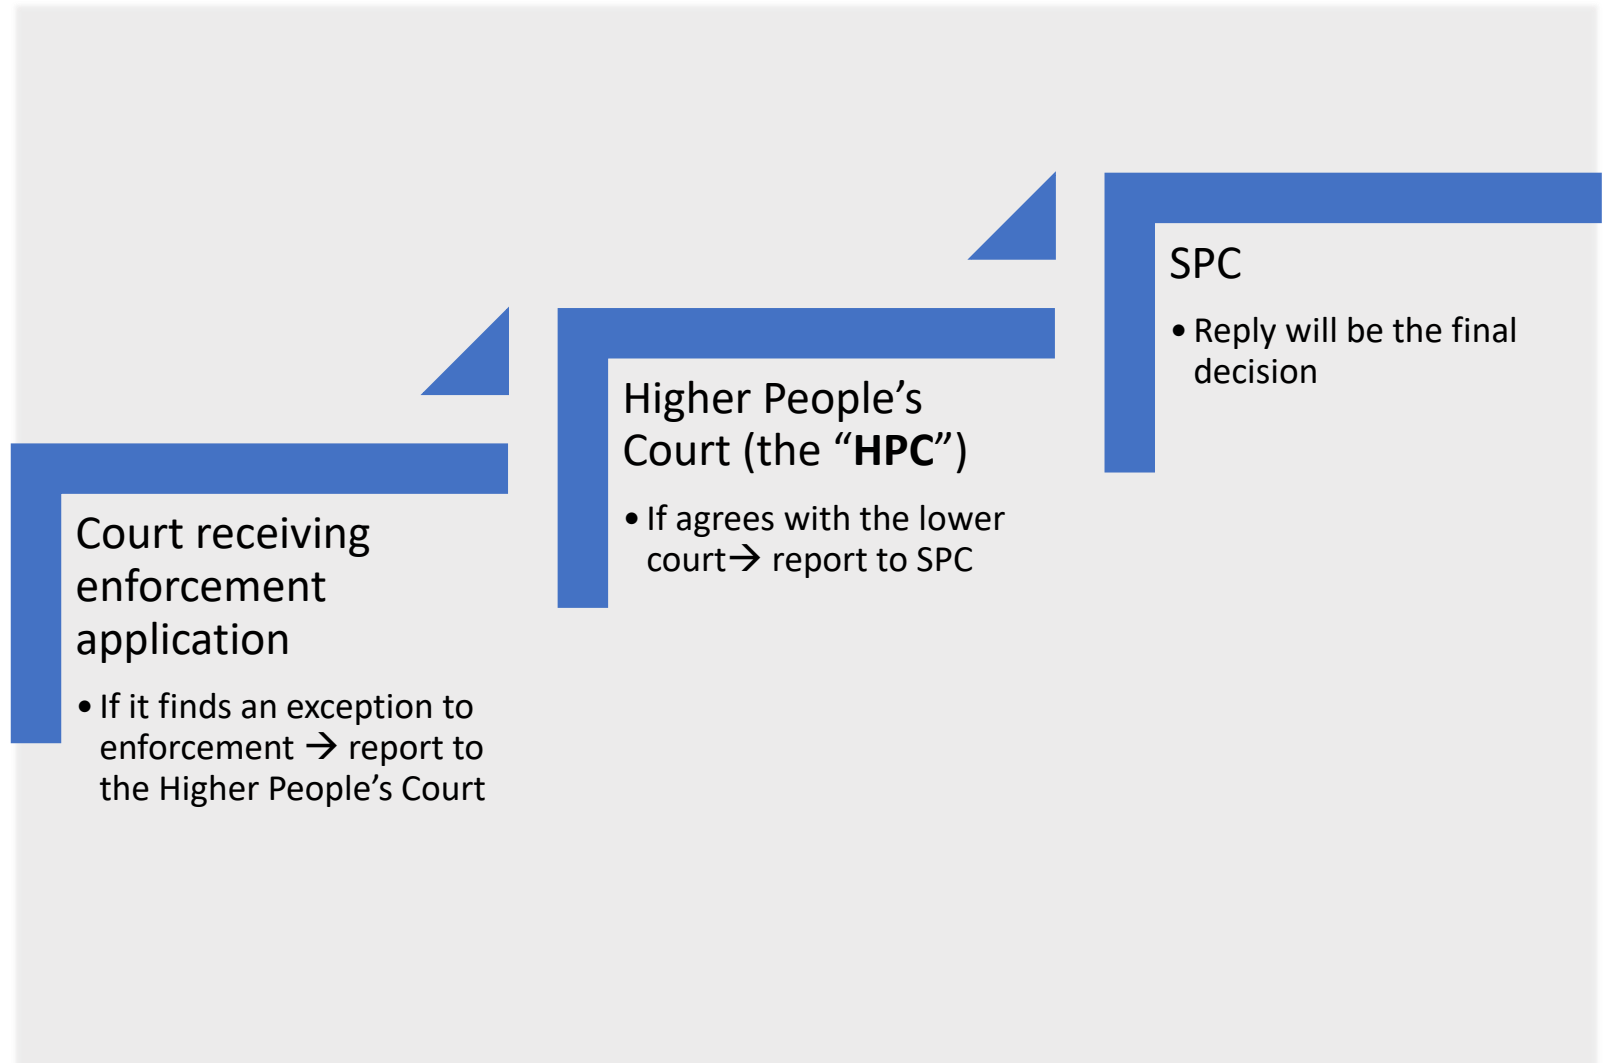 Court receiving
enforcement
application
• If it finds an exception to
enforcement → report to
the Higher People’s Court
Higher People’s
Court (the “HPC”)
• If agrees with the lower
court→ report to SPC
SPC
• Reply will be the final
decision